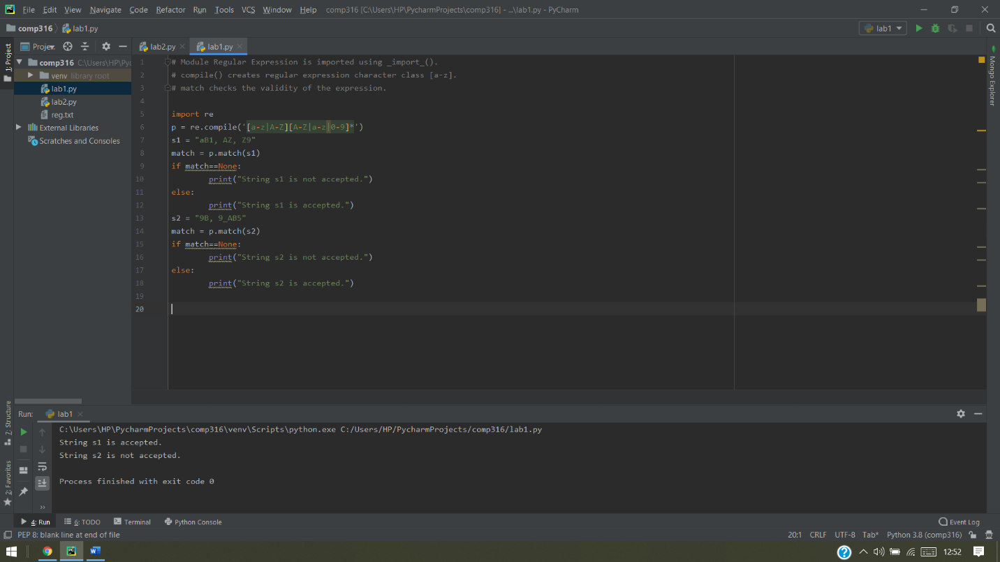 File Edit View Navigate Code Refactor Run Tools VCS Window Help comp316 [C:\Users\HP\PycharmProjects\comp316] - ...\lab1.py - PyCharm
comp316 lab1.py lab1
1: Project
Projec lab2.py lab1.py
comp316 C:\Users\HP\Pyc
venv library root
lab1.py
lab2.py
reg.txt
External Libraries
Scratches and Consoles
1 # Module Regular Expression is imported using _import_().
2 # compile() creates regular expression character class [a-z].
3 # match checks the validity of the expression.
4
5 import re
6 p = re.compile('[a-z|A-Z][A-Z|a-z|0-9]*')
7 s1 = "aB1, AZ, Z9"
8 match = p.match(s1)
9 if match==None:
10 print("String s1 is not accepted.")
11 else:
12 print("String s1 is accepted.")
13 s2 = "9B, 9_AB5"
14 match = p.match(s2)
15 if match==None:
16 print("String s2 is not accepted.")
17 else:
18 print("String s2 is accepted.")
19
20
Mongo Explorer
Z: Structure
2: Favorites
Run: lab1
C:\Users\HP\PycharmProjects\comp316\venv\Scripts\python.exe C:/Users/HP/PycharmProjects/comp316/lab1.py
String s1 is accepted.
String s2 is not accepted.
Process finished with exit code 0
4: Run 6: TODO Terminal Python Console Event Log
PEP 8: blank line at end of file 20:1 CRLF UTF-8 Tab* Python 3.8 (comp316)
12:52